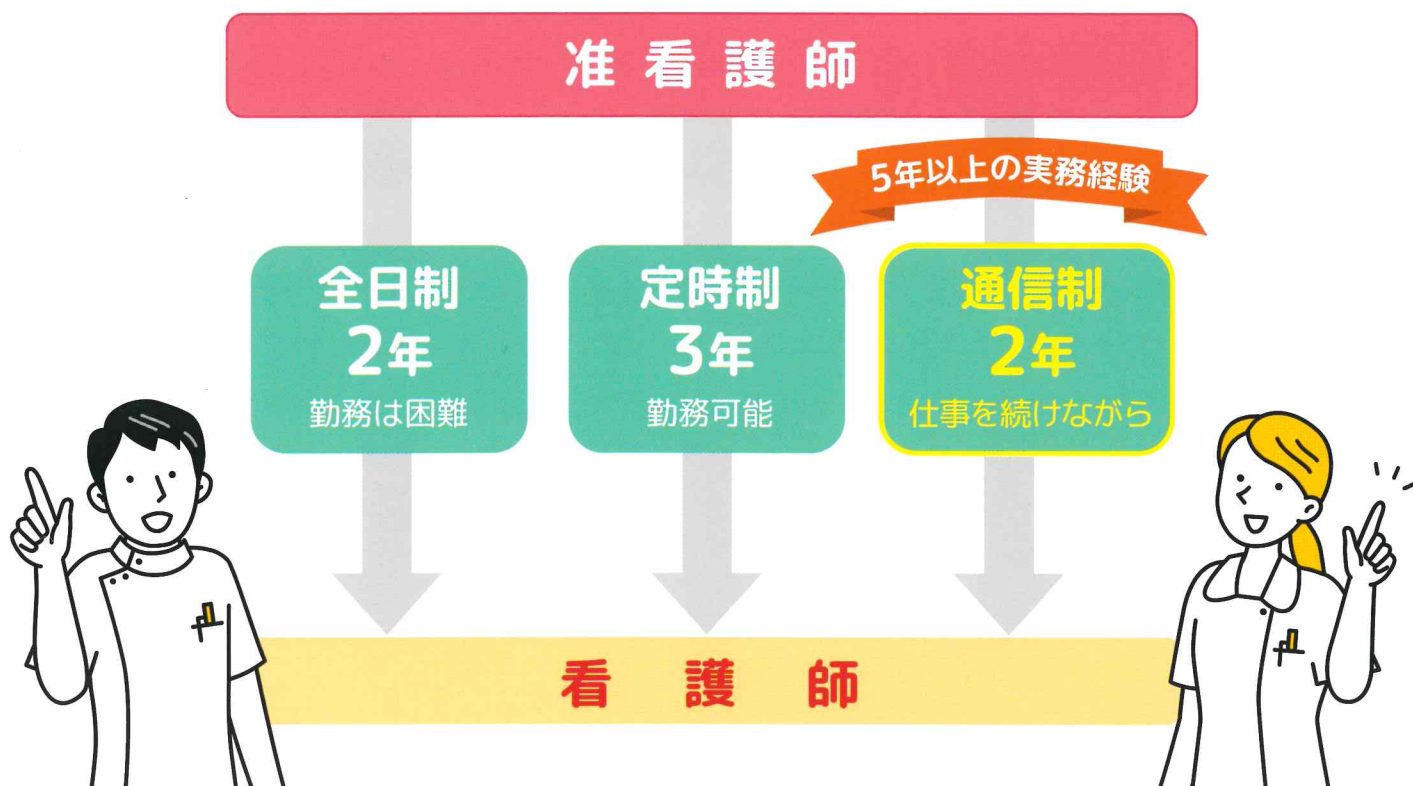 准看護師
5年以上の実務経験
全日制
2年
勤務は困難
定時制
3年
勤務可能
通信制
2年
仕事を続けながら
看護師